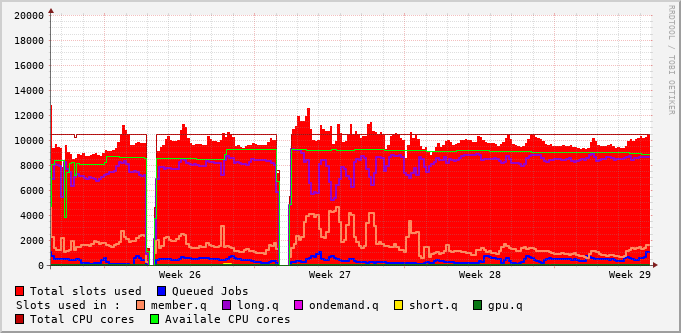 20000
18000
16000
14000
12000
10000
8000
6000
4000
2000
0
Week 26 Week 27 Week 28 Week 29
Total slots used Queued Jobs
Slots used in : member.q long.q ondemand.q short.q gpu.q
Total CPU cores Availale CPU cores
RRDTOOL / TOBI OETIKER